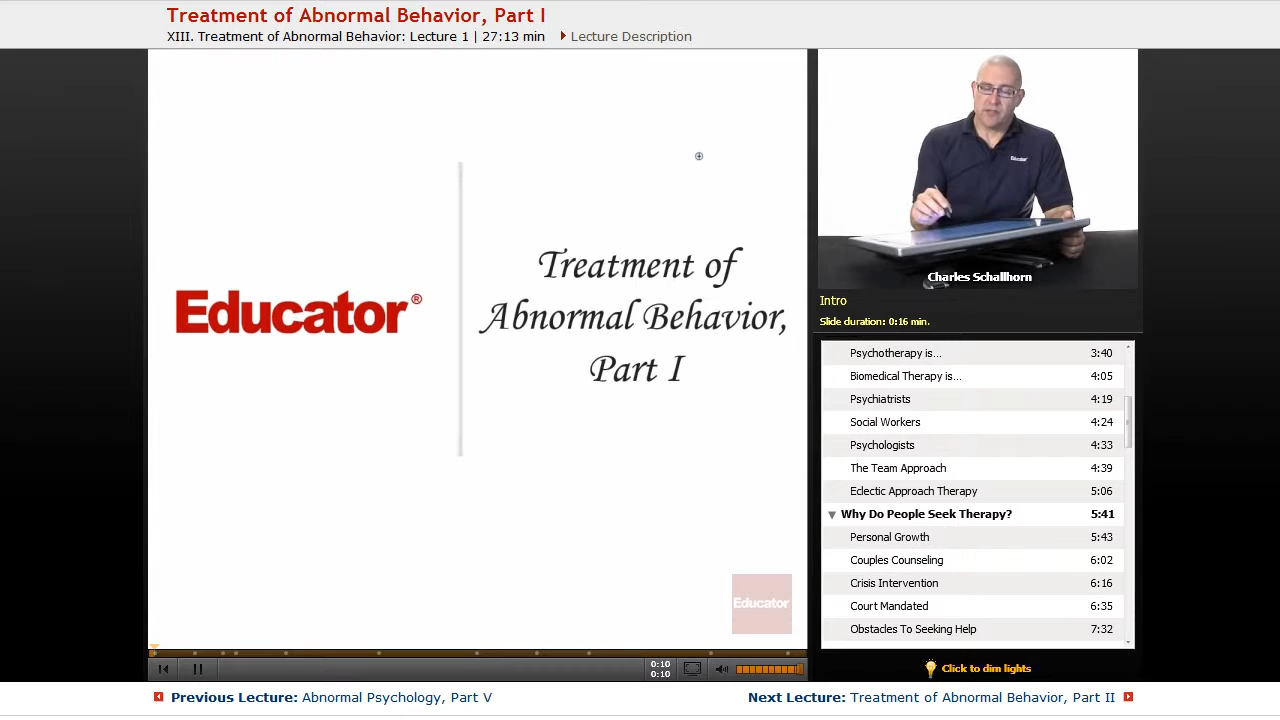 Treatment of Abnormal Behavior, Part I
XIII. Treatment of Abnormal Behavior: Lecture 1 | 27:13 min
Lecture Description
Educator®
Treatment of
Abnormal Behavior,
Part I
Educator
Educator
Charles Schallhorn
Intro
Slide duration: 0:16 min.
Psychotherapy is... 3:40
Biomedical Therapy is... 4:05
Psychiatrists 4:19
Social Workers 4:24
Psychologists 4:33
The Team Approach 4:39
Eclectic Approach Therapy 5:06
Why Do People Seek Therapy? 5:41
Personal Growth 5:43
Couples Counseling 6:02
Crisis Intervention 6:16
Court Mandated 6:35
Obstacles To Seeking Help 7:32
0:10
0:10
Click to dim lights
Previous Lecture: Abnormal Psychology, Part V
Next Lecture: Treatment of Abnormal Behavior, Part II